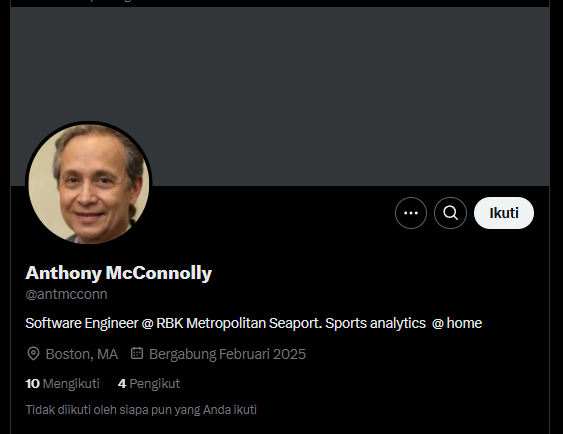 Ikuti
Anthony McConnolly
@antmcconn
Software Engineer @ RBK Metropolitan Seaport. Sports analytics @ home
Boston, MA Bergabung Februari 2025
10 Mengikuti 4 Pengikut
Tidak diikuti oleh siapa pun yang Anda ikuti